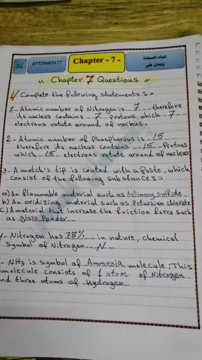 Chapter - 7 -
Chapter 7 Questions
Complete the following statements :-
1- Atomic number of Nitrogen is 7 therefore
its nucleus contains 7 protons which 7
electrons rotate around of nucleus
2- Atomic number of phosphorus is 15
therefore its nucleus contains 15 Protons
which 15 electrons rotate around of nucleus
3- A match's tip is coated with a Paste, which
consist of the following substances :-
a) An flammable material such as Antimony sulfide
b) An oxidizing material such as Potassium chlorate
c) A material that increase the friction force such
as glass Powder
Nitrogen has 78% in nature, chemical
symbol of Nitrogen N
NH3 is symbol of Ammonia molecule, This
molecule consists of 1 atom of Nitrogen
and three atoms of Hydrogen